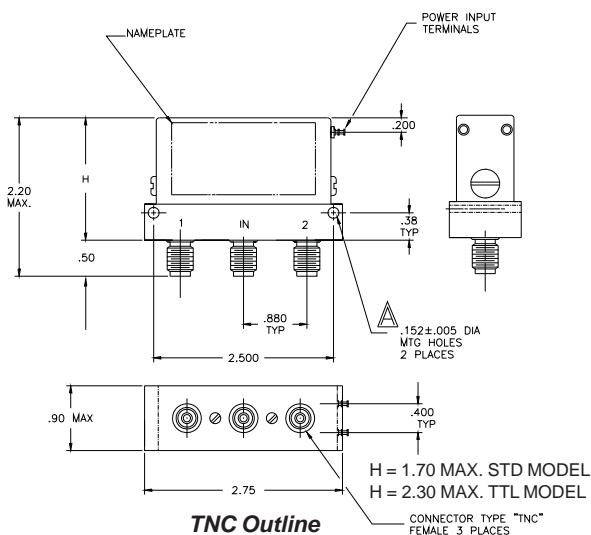 POWER INPUT
TERMINALS
NAMEPLATE
.200
H
2.20
MAX.
.38
TYP
1 IN 2
.50
.880
TYP
A
.152±.005 DIA
MTG HOLES
2 PLACES
2.500
.90 MAX
.400
TYP
H = 1.70 MAX. STD MODEL
H = 2.30 MAX. TTL MODEL
2.75
TNC Outline
CONNECTOR TYPE "TNC"
FEMALE 3 PLACES